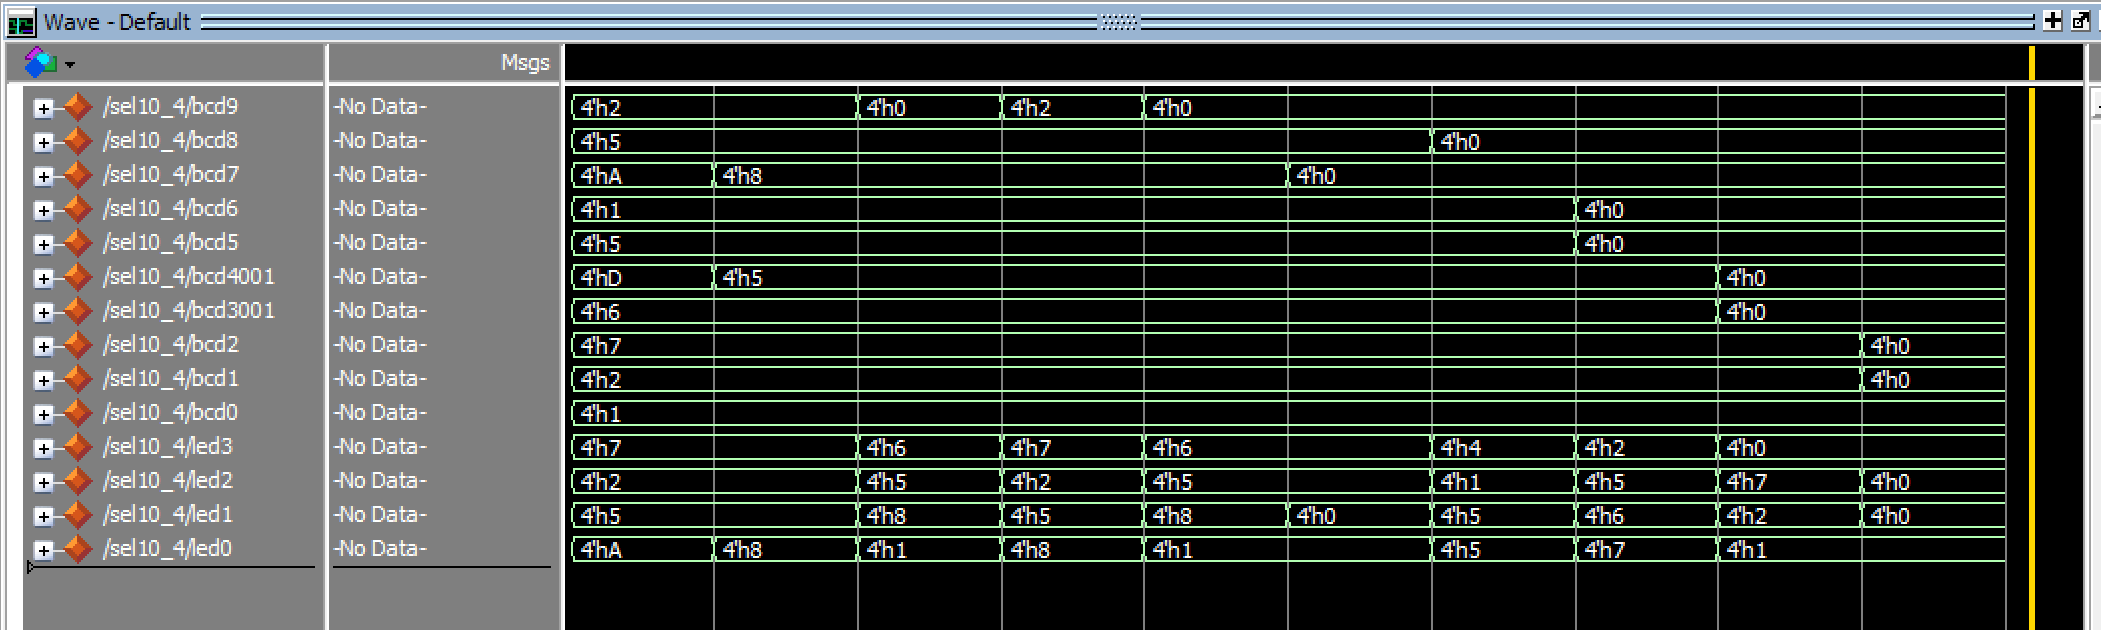 Wave - Default
Msgs
/sel10_4/bcd9 -No Data- 4'h2 4'h0 4'h2 4'h0
/sel10_4/bcd8 -No Data- 4'h5 4'h0
/sel10_4/bcd7 -No Data- 4'hA 4'h8 4'h0
/sel10_4/bcd6 -No Data- 4'h1 4'h0
/sel10_4/bcd5 -No Data- 4'h5 4'h0
/sel10_4/bcd4001 -No Data- 4'hD 4'h5 4'h0
/sel10_4/bcd3001 -No Data- 4'h6 4'h0
/sel10_4/bcd2 -No Data- 4'h7 4'h0
/sel10_4/bcd1 -No Data- 4'h2 4'h0
/sel10_4/bcd0 -No Data- 4'h1
/sel10_4/led3 -No Data- 4'h7 4'h6 4'h7 4'h6 4'h4 4'h2 4'h0
/sel10_4/led2 -No Data- 4'h2 4'h5 4'h2 4'h5 4'h1 4'h5 4'h7 4'h0
/sel10_4/led1 -No Data- 4'h5 4'h8 4'h5 4'h8 4'h0 4'h5 4'h6 4'h2 4'h0
/sel10_4/led0 -No Data- 4'hA 4'h8 4'h1 4'h8 4'h1 4'h5 4'h7 4'h1